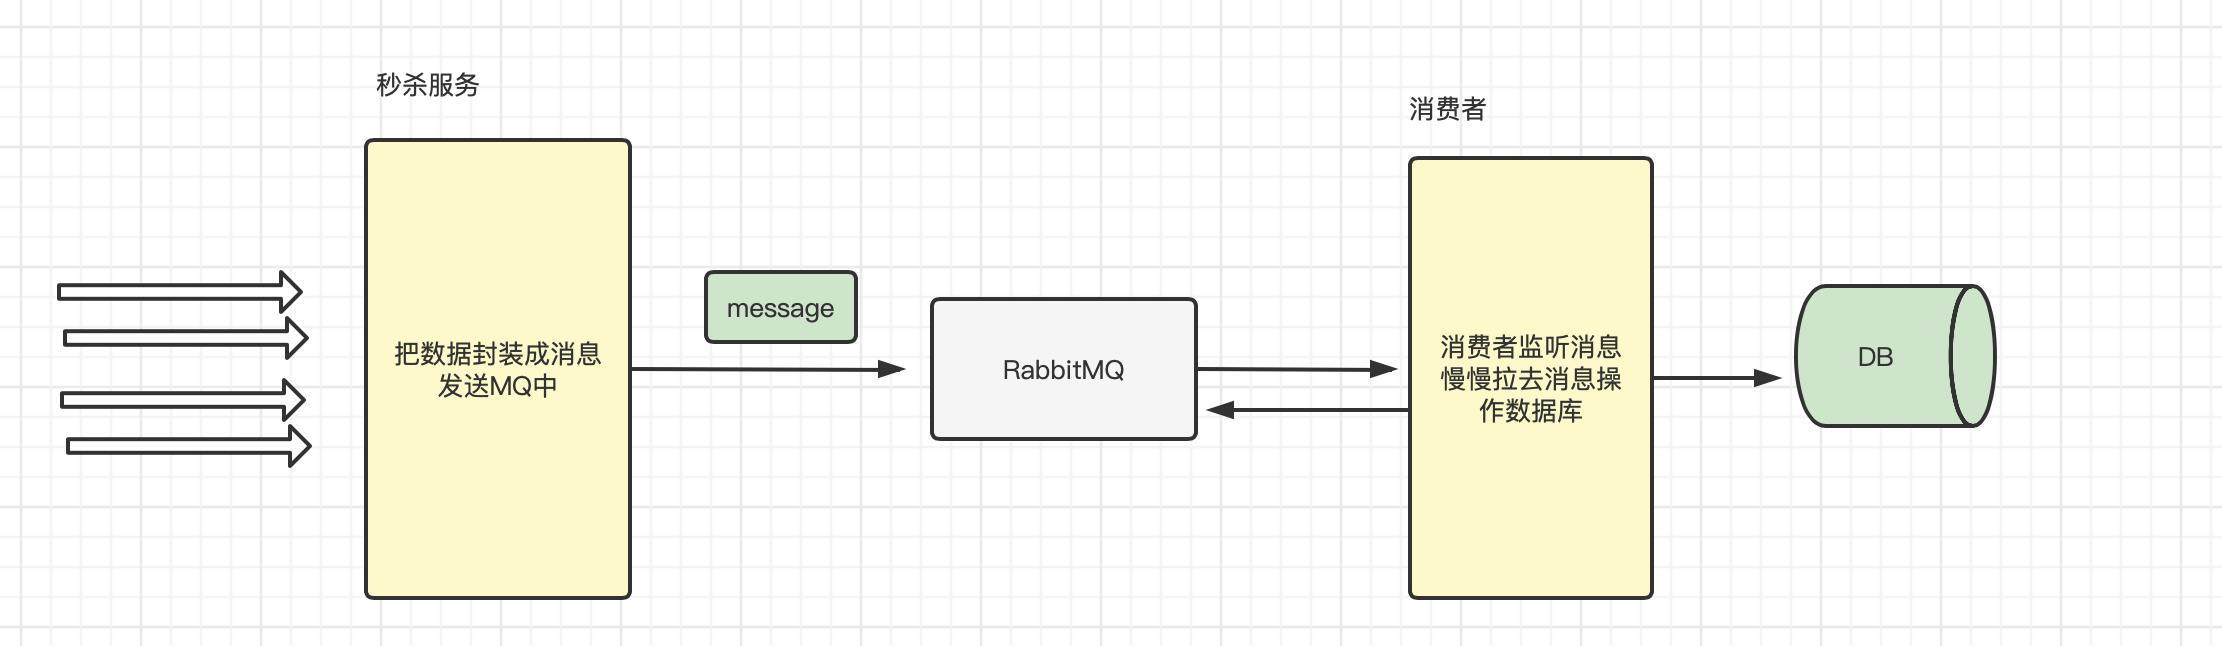 秒杀服务
消费者
把数据封装成消息
发送MQ中
message
RabbitMQ
消费者监听消息
慢慢拉去消息操
作数据库
DB